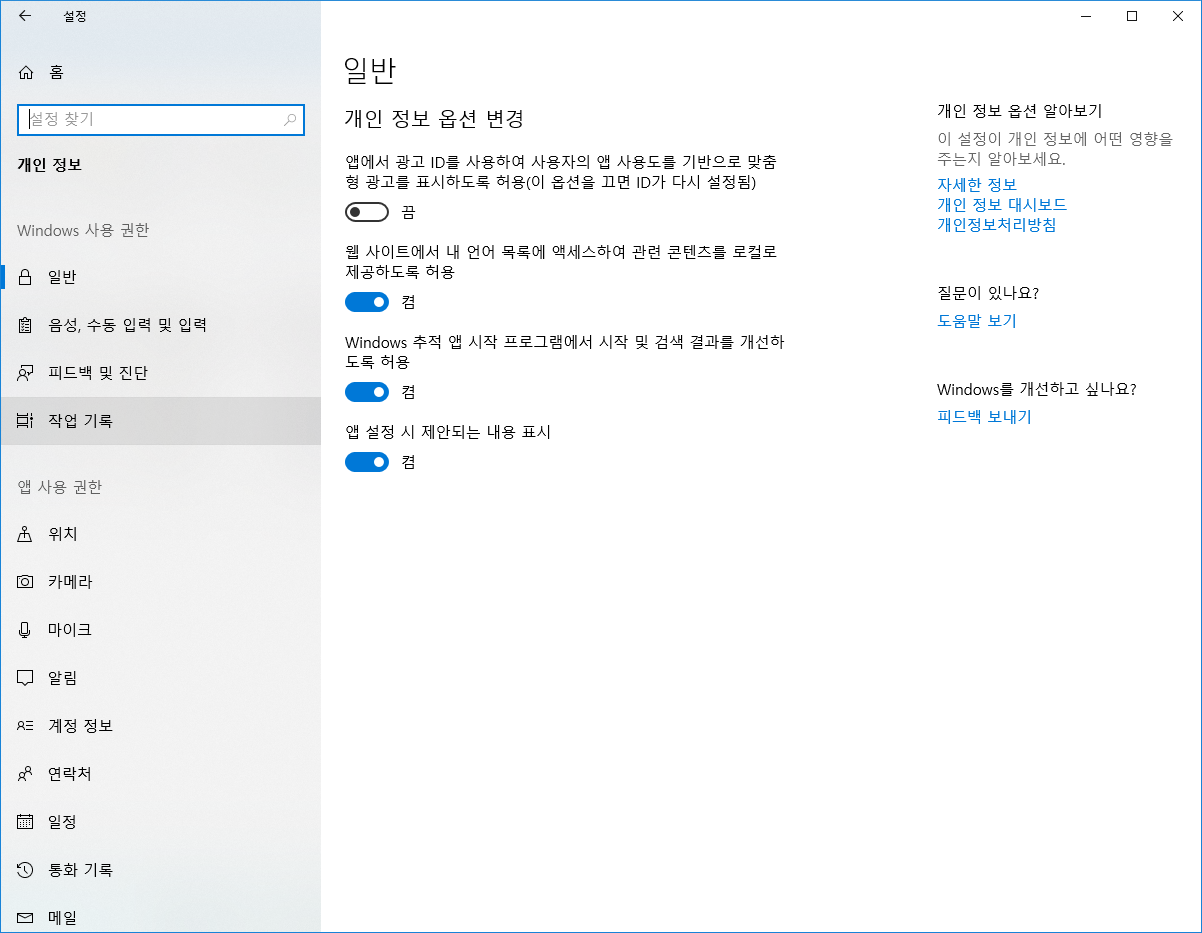 설정
홈
설정 찾기
개인 정보
Windows 사용 권한
일반
음성, 수동 입력 및 입력
피드백 및 진단
작업 기록
앱 사용 권한
위치
카메라
마이크
알림
계정 정보
연락처
일정
통화 기록
메일
일반
개인 정보 옵션 변경
앱에서 광고 ID를 사용하여 사용자의 앱 사용도를 기반으로 맞춤
형 광고를 표시하도록 허용(이 옵션을 끄면 ID가 다시 설정됨)
끔
웹 사이트에서 내 언어 목록에 액세스하여 관련 콘텐츠를 로컬로
제공하도록 허용
켬
Windows 추적 앱 시작 프로그램에서 시작 및 검색 결과를 개선하
도록 허용
켬
앱 설정 시 제안되는 내용 표시
켬
개인 정보 옵션 알아보기
이 설정이 개인 정보에 어떤 영향을
주는지 알아보세요.
자세한 정보
개인 정보 대시보드
개인정보처리방침
질문이 있나요?
도움말 보기
Windows를 개선하고 싶나요?
피드백 보내기